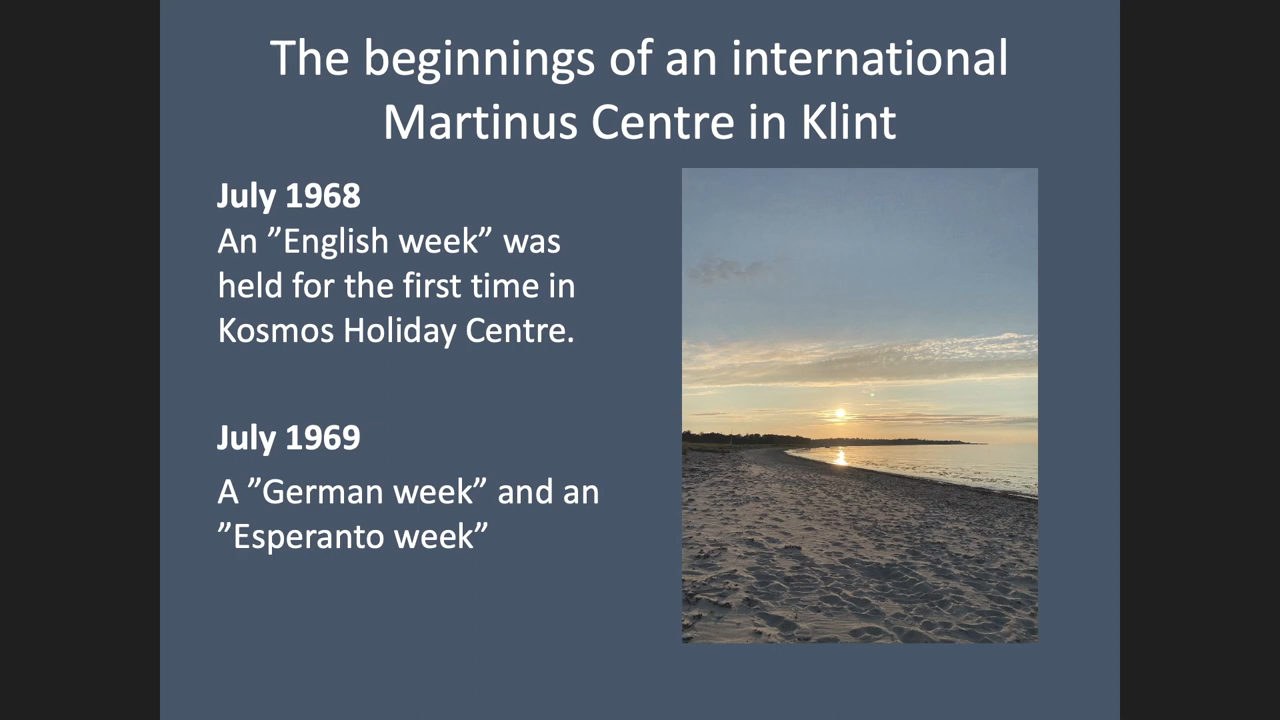 The beginnings of an international
Martinus Centre in Klint
July 1968
An ”English week” was
held for the first time in
Kosmos Holiday Centre.
July 1969
A ”German week” and an
”Esperanto week”